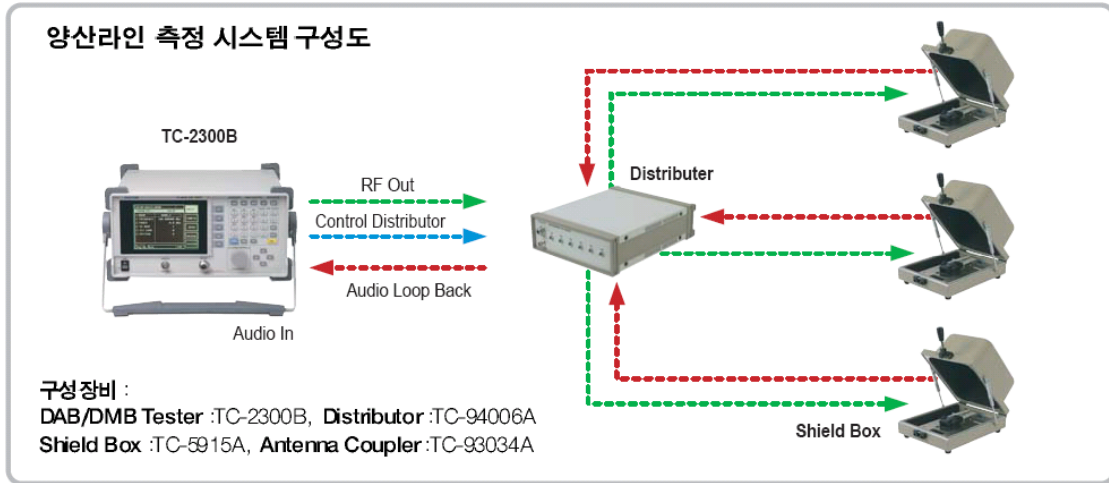 양산라인 측정 시스템 구성도
TC-2300B
RF Out
Control Distributor
Audio Loop Back
Audio In
Distributer
Shield Box
구성장비 :
DAB/DMB Tester :TC-2300B, Distributor :TC-94006A
Shield Box :TC-5915A, Antenna Coupler :TC-93034A